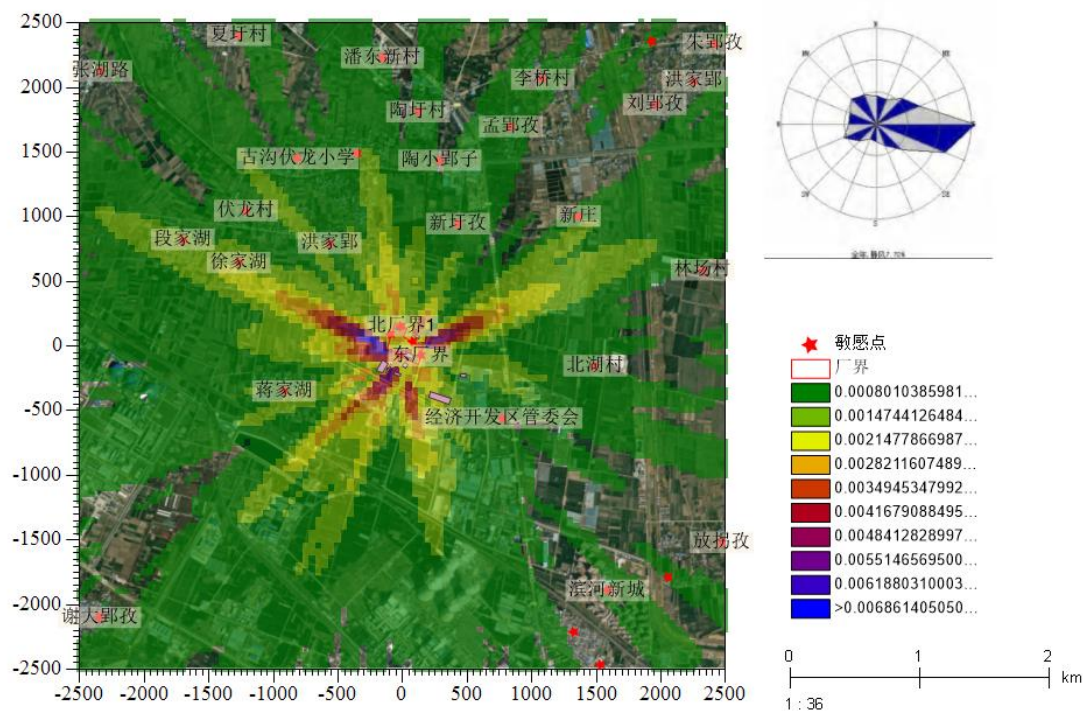 2500
2000
1500
1000
500
0
-500
-1000
-1500
-2000
-2500
-2500 -2000 -1500 -1000 -500 0 500 1000 1500 2000 2500
夏圩村
朱郢孜
潘东新村
张湖路
李桥村
洪家郢
刘郢孜
陶圩村
孟郢孜
古沟伏龙小学
陶小郢子
伏龙村
新庄
新圩孜
段家湖
洪家郢
徐家湖
林场村
北厂界1
东厂界
北湖村
蒋家湖
经济开发区管委会
放拐孜
滨河新城
谢大郢孜
N
S
敏感点
厂界
0.0008010385981...
0.0014744126484...
0.0021477866987...
0.0028211607489...
0.0034945347992...
0.0041679088495...
0.0048412828997...
0.0055146569500...
0.0061880310003...
>0.006861405050...
0 1 2
km
1 : 36